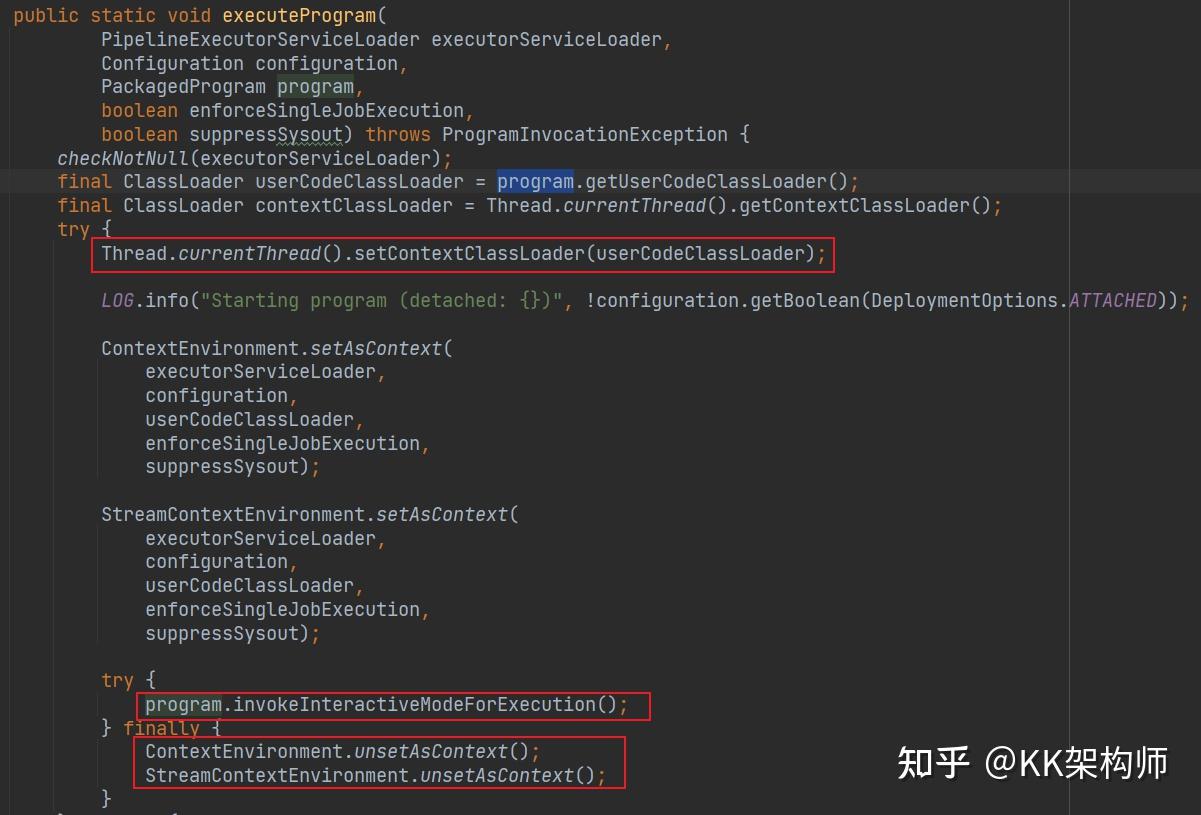 public static void executeProgram(
PipelineExecutorServiceLoader executorServiceLoader,
Configuration configuration,
PackagedProgram program,
boolean enforceSingleJobExecution,
boolean suppressSysout) throws ProgramInvocationException {
checkNotNull(executorServiceLoader);
final ClassLoader userCodeClassLoader = program.getUserCodeClassLoader();
final ClassLoader contextClassLoader = Thread.currentThread().getContextClassLoader();
try {
Thread.currentThread().setContextClassLoader(userCodeClassLoader);
LOG.info("Starting program (detached: {})", !configuration.getBoolean(DeploymentOptions.ATTACHED));
ContextEnvironment.setAsContext(
executorServiceLoader,
configuration,
userCodeClassLoader,
enforceSingleJobExecution,
suppressSysout);
StreamContextEnvironment.setAsContext(
executorServiceLoader,
configuration,
userCodeClassLoader,
enforceSingleJobExecution,
suppressSysout);
try {
program.invokeInteractiveModeForExecution();
} finally {
ContextEnvironment.unsetAsContext();
StreamContextEnvironment.unsetAsContext();
}
知乎 @KK架构师